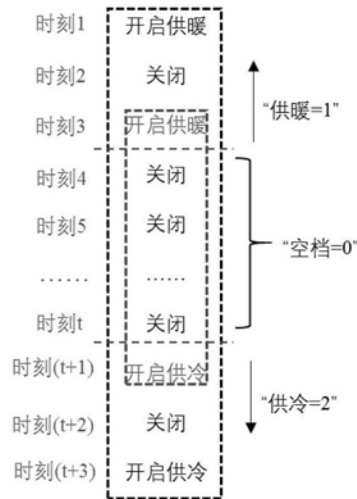 时刻1 开启供暖
时刻2 关闭
“供暖=1”
时刻3 开启供暖
时刻4 关闭
时刻5 关闭
“空档=0”
…… ……
时刻t 关闭
时刻(t+1) 开启供冷
“供冷=2”
时刻(t+2) 关闭
时刻(t+3) 开启供冷